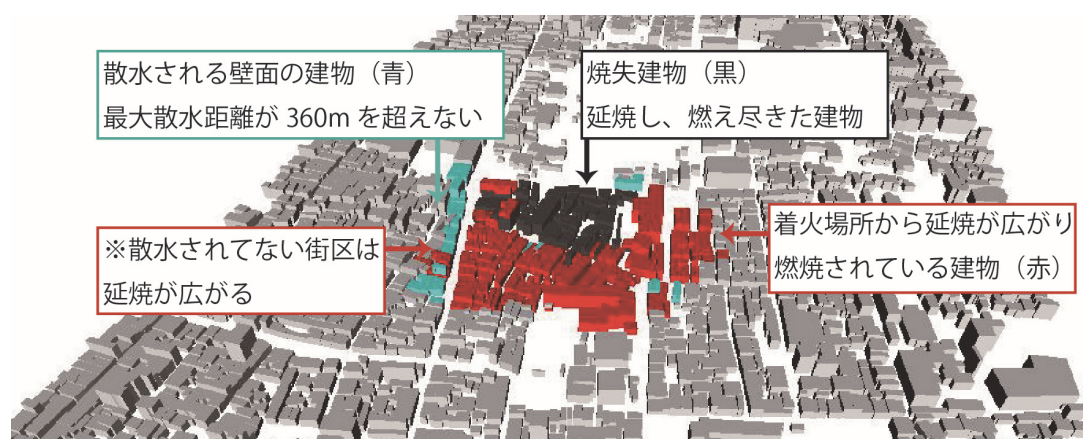 散水される壁面の建物（青）
最大散水距離が 360m を超えない
焼失建物（黒）
延焼し、燃え尽きた建物
※散水されてない街区は
延焼が広がる
着火場所から延焼が広がり
燃焼されている建物（赤）